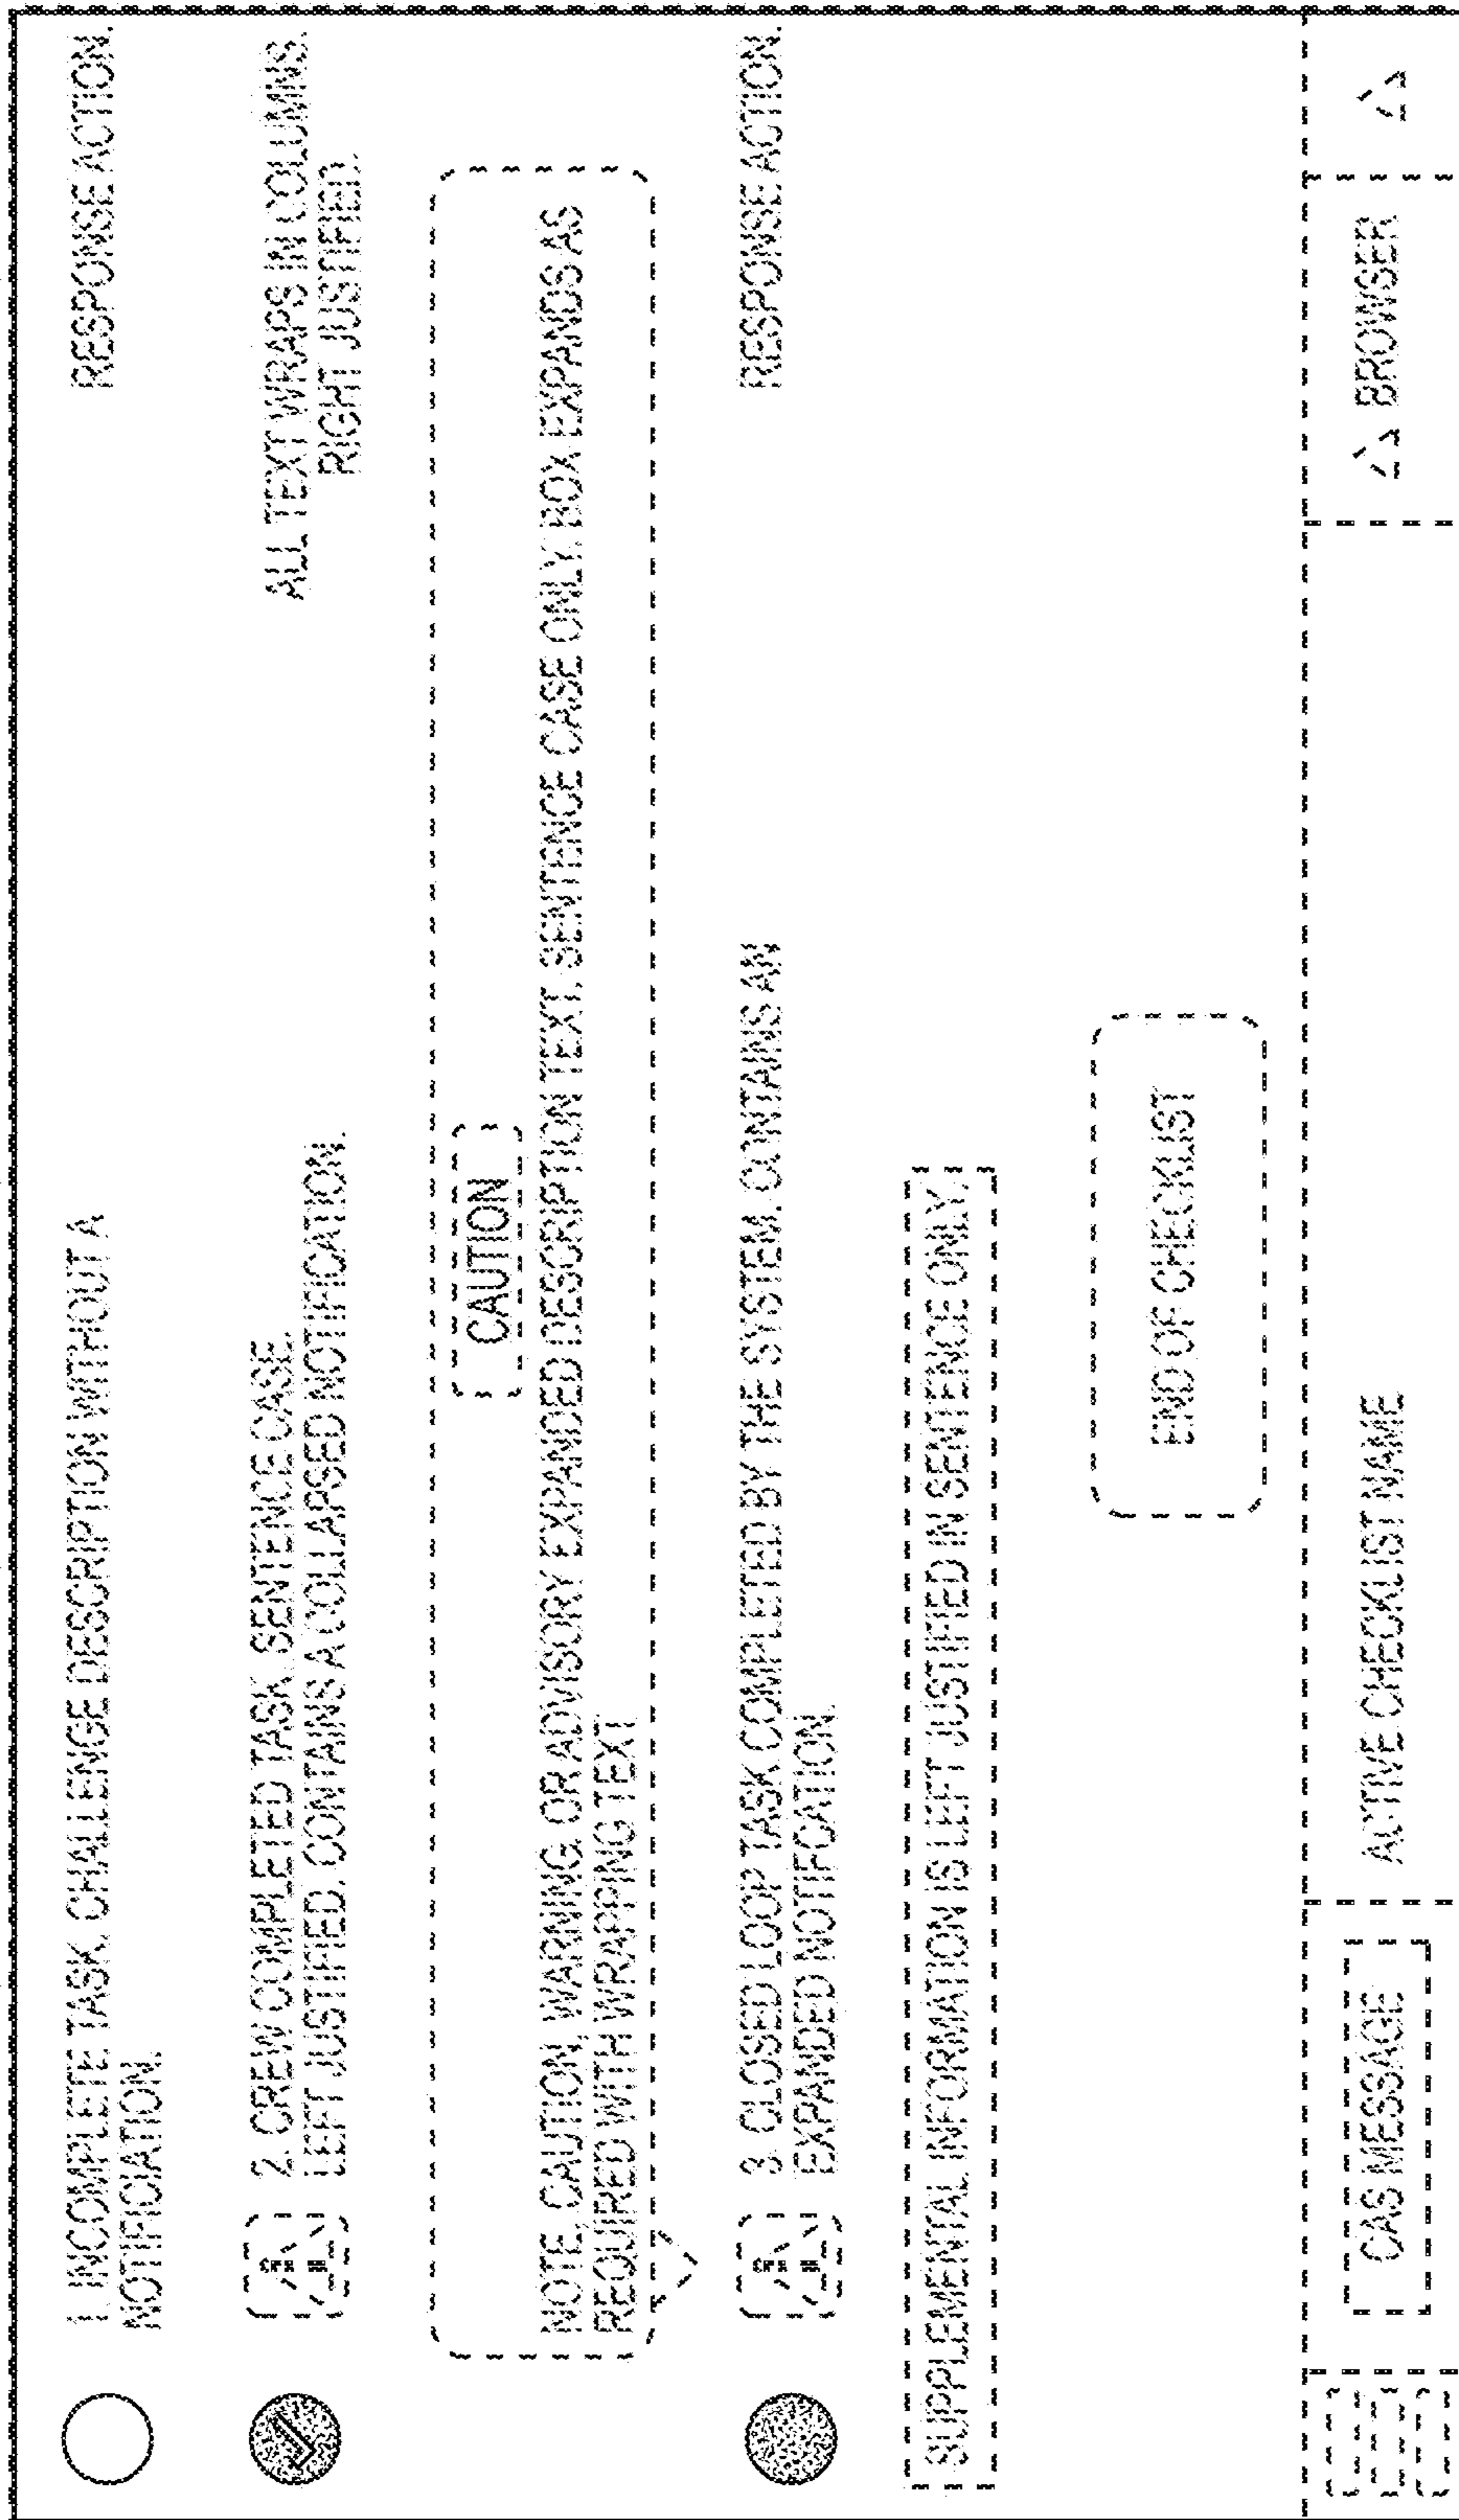 1. INCOMPLETE TASK. CHALLENGE DESCRIPTION WITHOUT A
NOTIFICIATION.
RESPONSE ACTION.
2. CREW COMPLETED TASK. SENTENCE CASE.
LEFT JUSTIFIED. CONTAINS A COLLAPSED NOTIFICATION.
ALL TEXT WRAPS IN COLUMNS.
RIGHT JUSTIFIED.
CAUTION
NOTE, CAUTION, WARNING, OR ADVISORY EXPANDED DESCRIPTION TEXT. SENTENCE CASE ONLY. BOX EXPANDS AS
REQUIRED WITH WRAPPING TEXT
3. CLOSED LOOP TASK COMPLETED BY THE SYSTEM. CONTAINS AN
EXPANDED NOTIFCATION.
RESPONSE ACTION.
SUPPLEMENTAL INFORMATION IS LEFT JUSTIFIED IN SENTENCE ONLY.
END OF CHECKLIST
CAS MESSAGE
ACTIVE CHECKLIST NAME
BROWSER